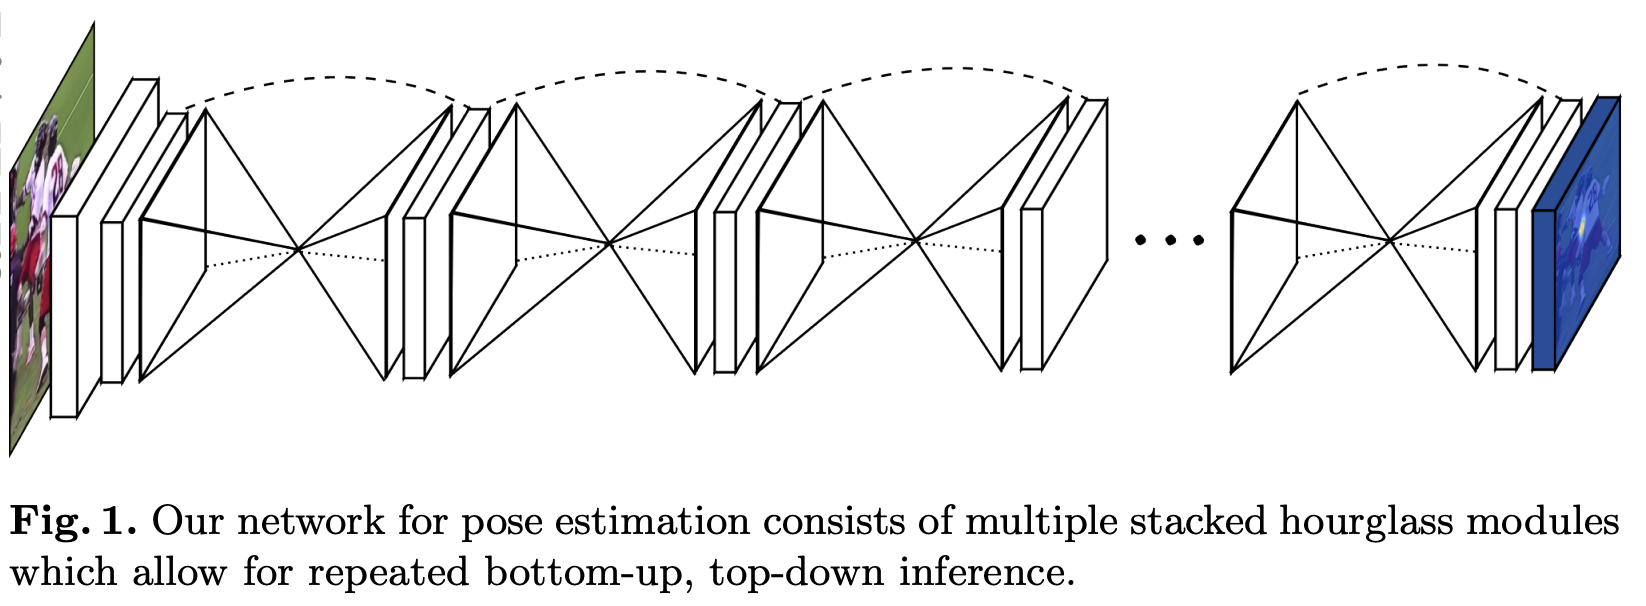 Fig. 1. Our network for pose estimation consists of multiple stacked hourglass modules
which allow for repeated bottom-up, top-down inference.